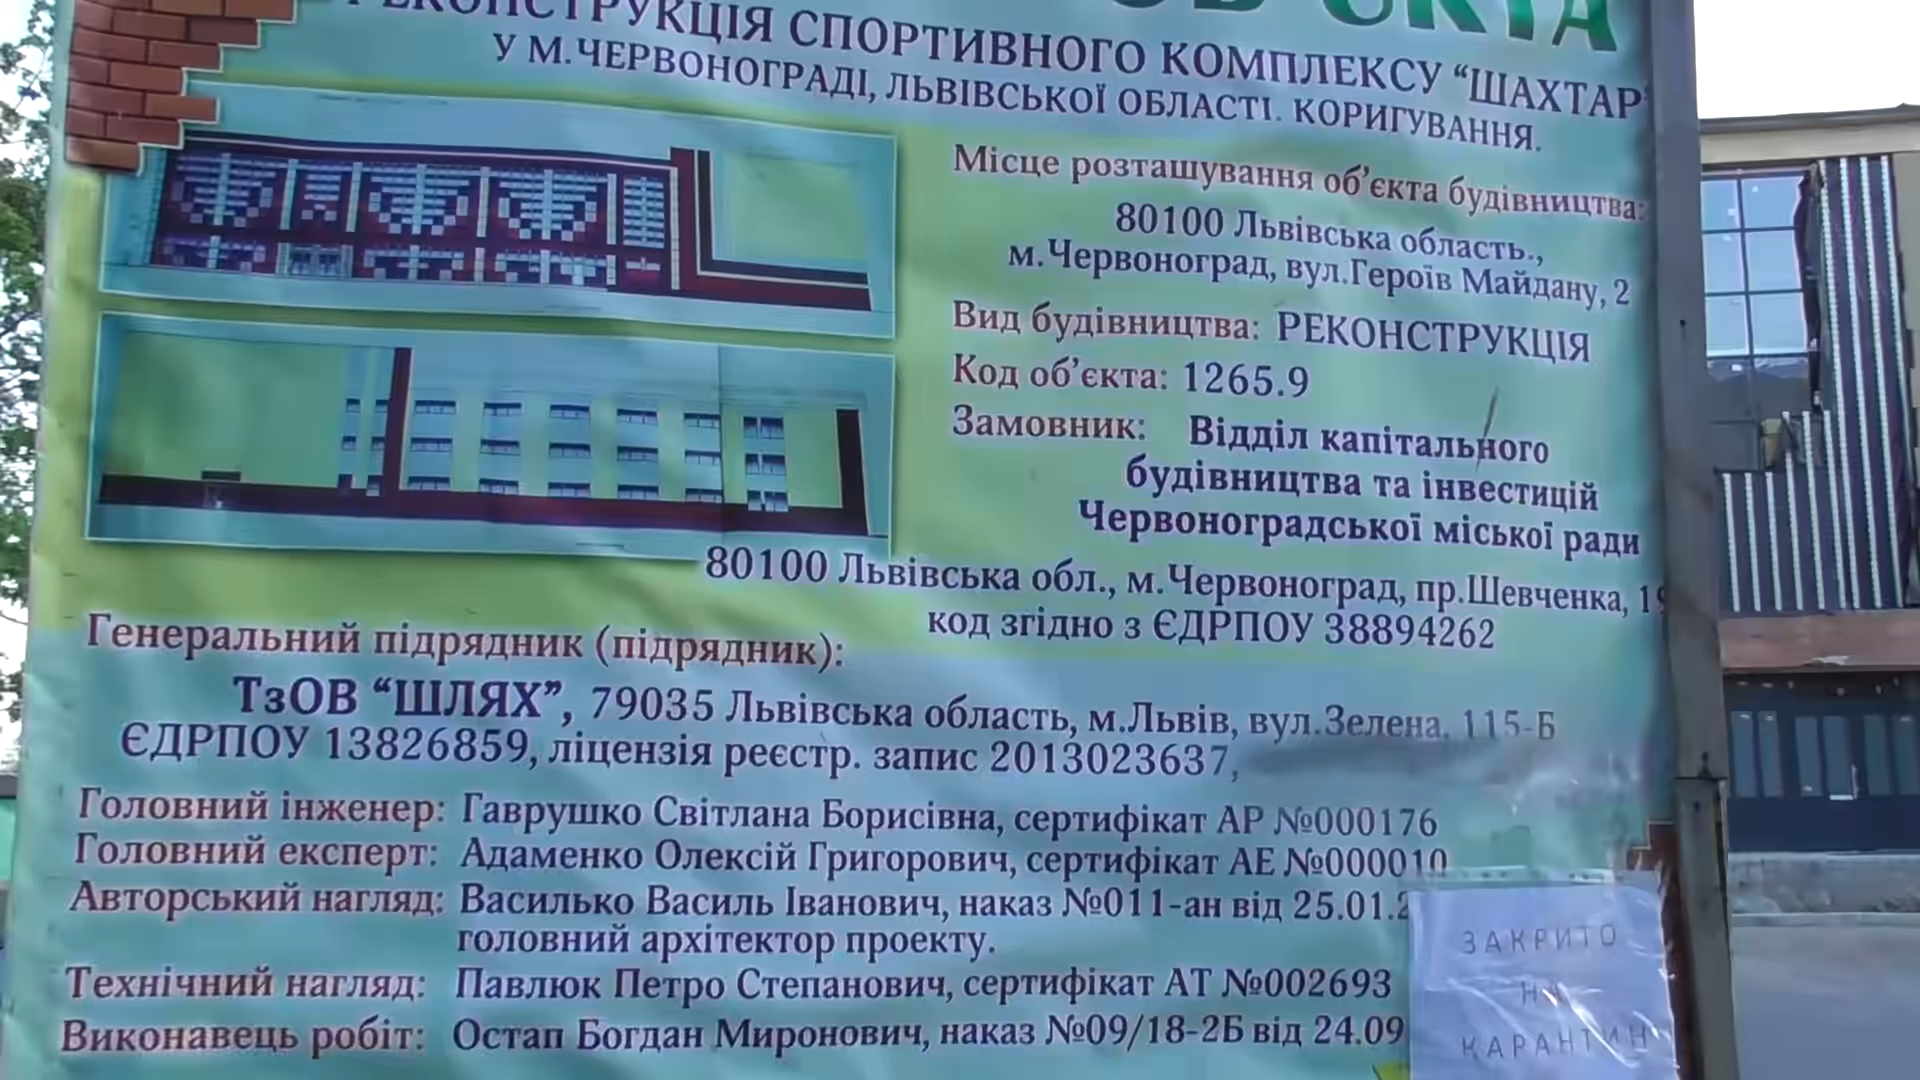 ОБ'ЄКТА
РЕКОНСТРУКЦІЯ СПОРТИВНОГО КОМПЛЕКСУ “ШАХТАР”
У М.ЧЕРВОНОГРАДІ, ЛЬВІВСЬКОЇ ОБЛАСТІ. КОРИГУВАННЯ.
Місце розташування об’єкта будівництва:
80100 Львівська область.,
м.Червоноград, вул.Героїв Майдану, 2
Вид будівництва: РЕКОНСТРУКЦІЯ
Код об’єкта: 1265.9
Замовник: Відділ капітального
будівництва та інвестицій
Червоноградської міської ради
80100 Львівська обл., м.Червоноград, пр.Шевченка, 19
код згідно з ЄДРПОУ 38894262
Генеральний підрядник (підрядник):
ТзОВ “ШЛЯХ”, 79035 Львівська область, м.Львів, вул.Зелена, 115-Б
ЄДРПОУ 13826859, ліцензія реєстр. запис 2013023637,
Головний інженер: Гаврушко Світлана Борисівна, сертифікат АР №000176
Головний експерт: Адаменко Олексій Григорович, сертифікат АЕ №000010
Авторський нагляд: Василько Василь Іванович, наказ №011-ан від 25.01.2
головний архітектор проекту.
Технічний нагляд: Павлюк Петро Степанович, сертифікат АТ №002693
Виконавець робіт: Остап Богдан Миронович, наказ №09/18-2Б від 24.09
ЗАКРИТО
НА
КАРАНТИН